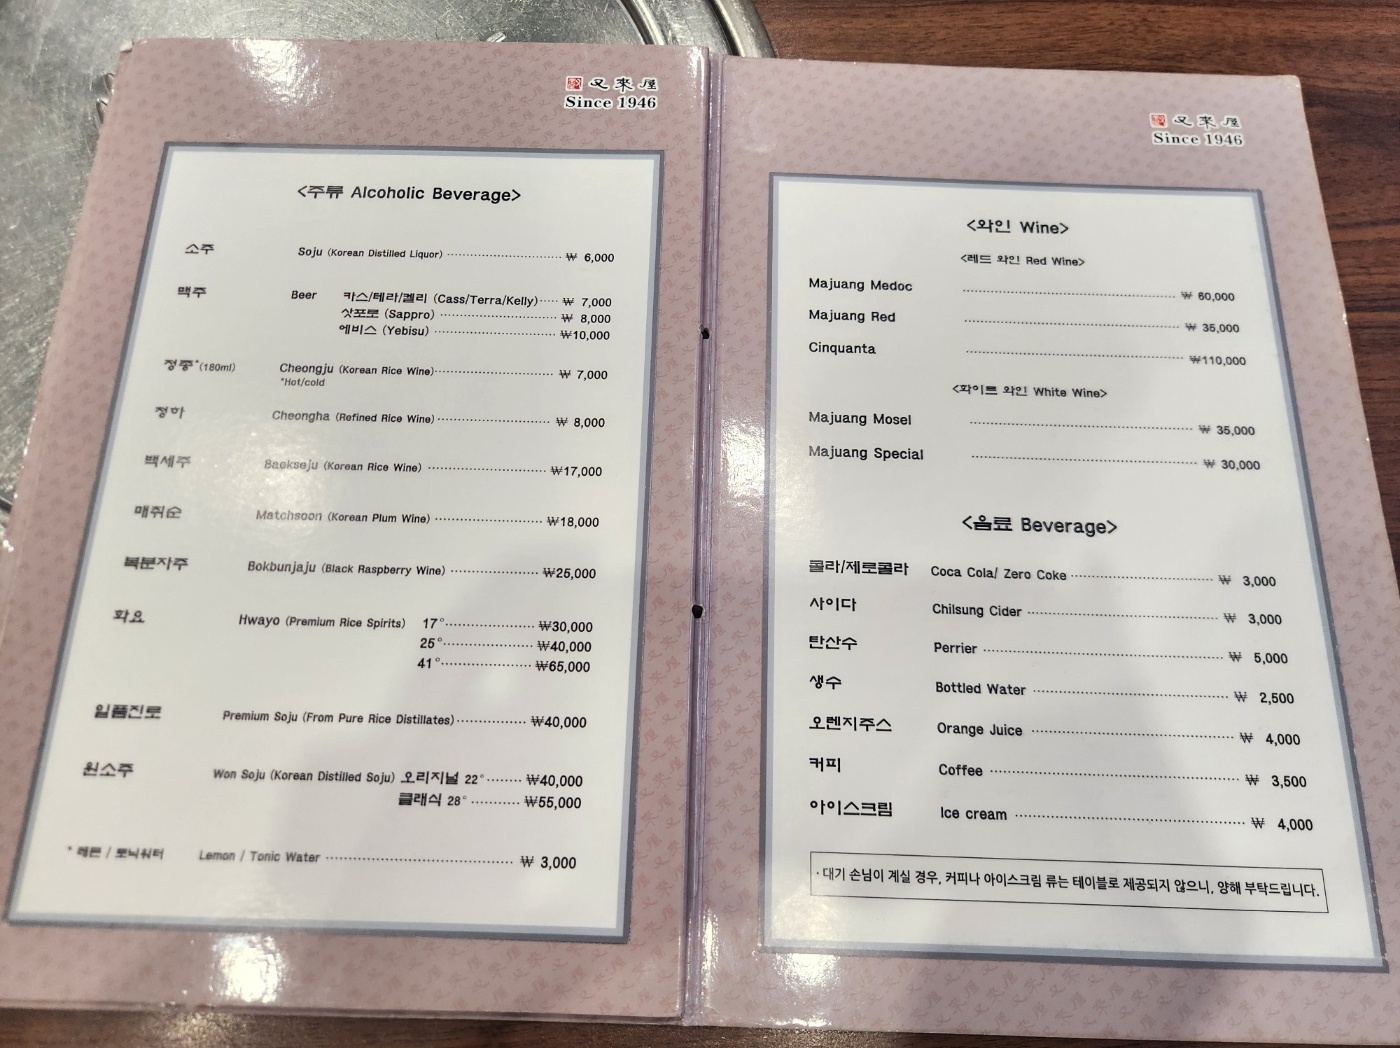 又來屋
Since 1946
<주류 Alcoholic Beverage>
소주 Soju (Korean Distilled Liquor) ₩ 6,000
맥주 Beer 카스/테라/켈리 (Cass/Terra/Kelly) ₩ 7,000
삿포로 (Sappro) ₩ 8,000
에비스 (Yebisu) ₩10,000
정종*(180ml) Cheongju (Korean Rice Wine) ₩ 7,000
*Hot/cold
청하 Cheongha (Refined Rice Wine) ₩ 8,000
백세주 Baekseju (Korean Rice Wine) ₩17,000
매취순 Matchsoon (Korean Plum Wine) ₩18,000
복분자주 Bokbunjaju (Black Raspberry Wine) ₩25,000
화요 Hwayo (Premium Rice Spirits) 17° ₩30,000
25° ₩40,000
41° ₩65,000
일품진로 Premium Soju (From Pure Rice Distillates) ₩40,000
원소주 Won Soju (Korean Distilled Soju) 오리지널 22° ₩40,000
클래식 28° ₩55,000
* 레몬 / 토닉워터 Lemon / Tonic Water ₩ 3,000
又來屋
Since 1946
<와인 Wine>
<레드 와인 Red Wine>
Majuang Medoc ₩ 60,000
Majuang Red ₩ 35,000
Cinquanta ₩110,000
<화이트 와인 White Wine>
Majuang Mosel ₩ 35,000
Majuang Special ₩ 30,000
<음료 Beverage>
콜라/제로콜라 Coca Cola/ Zero Coke ₩ 3,000
사이다 Chilsung Cider ₩ 3,000
탄산수 Perrier ₩ 5,000
생수 Bottled Water ₩ 2,500
오렌지주스 Orange Juice ₩ 4,000
커피 Coffee ₩ 3,500
아이스크림 Ice cream ₩ 4,000
· 대기 손님이 계실 경우, 커피나 아이스크림 류는 테이블로 제공되지 않으니, 양해 부탁드립니다.